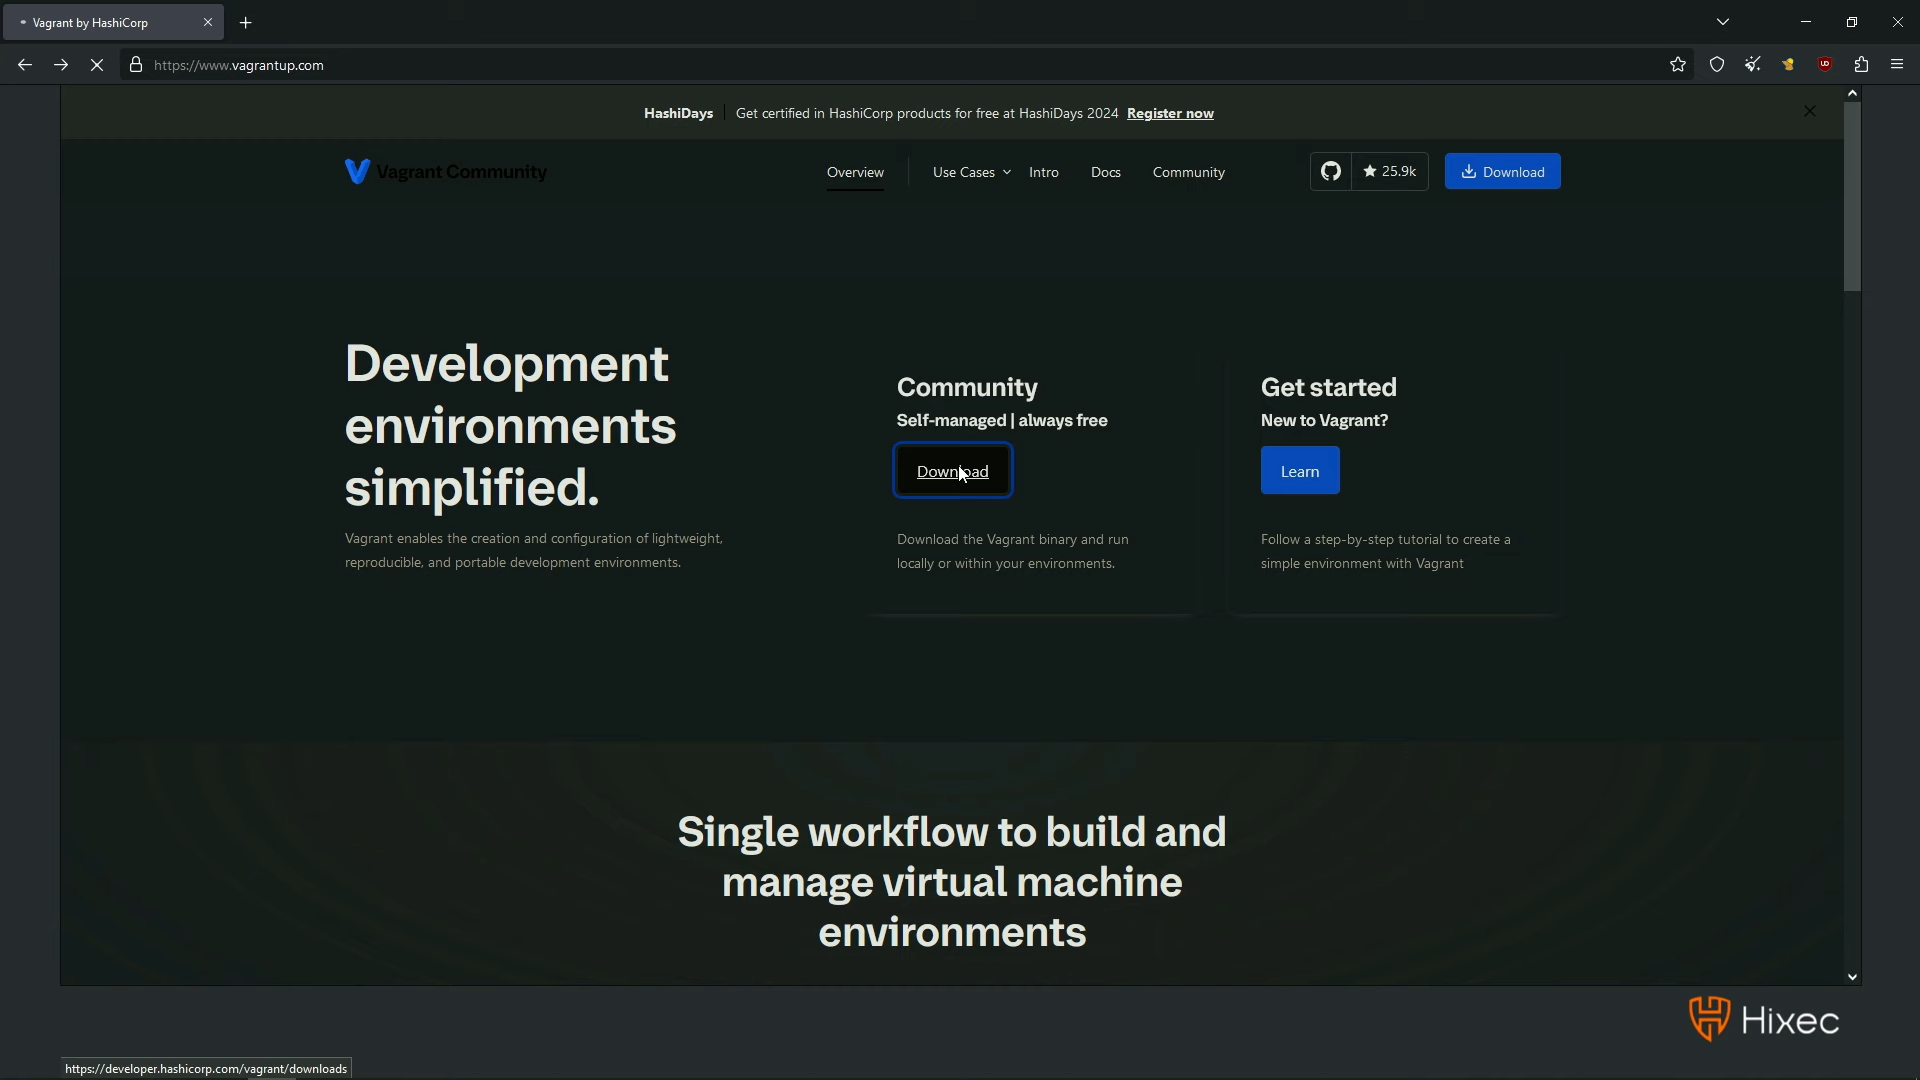 Vagrant by HashiCorp
https://www.vagrantup.com
HashiDays Get certified in HashiCorp products for free at HashiDays 2024 Register now
Vagrant Community
Overview
Use Cases
Intro
Docs
Community
25.9k
Download
Development
environments
simplified.
Vagrant enables the creation and configuration of lightweight,
reproducible, and portable development environments.
Community
Self-managed | always free
Download
Download the Vagrant binary and run
locally or within your environments.
Get started
New to Vagrant?
Learn
Follow a step-by-step tutorial to create a
simple environment with Vagrant
Single workflow to build and
manage virtual machine
environments
Hixec
https://developer.hashicorp.com/vagrant/downloads